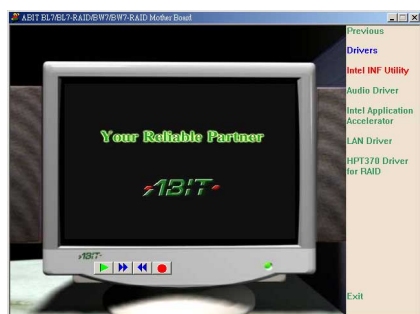 ABIT BL7/BL7-RAID/BW7/BW7-RAID Mother Board
Previous
Drivers
Intel INF Utility
Audio Driver
Intel Application
Accelerator
LAN Driver
HPT370 Driver
for RAID
Exit
Your Reliable Partner
ABIT
ABIT